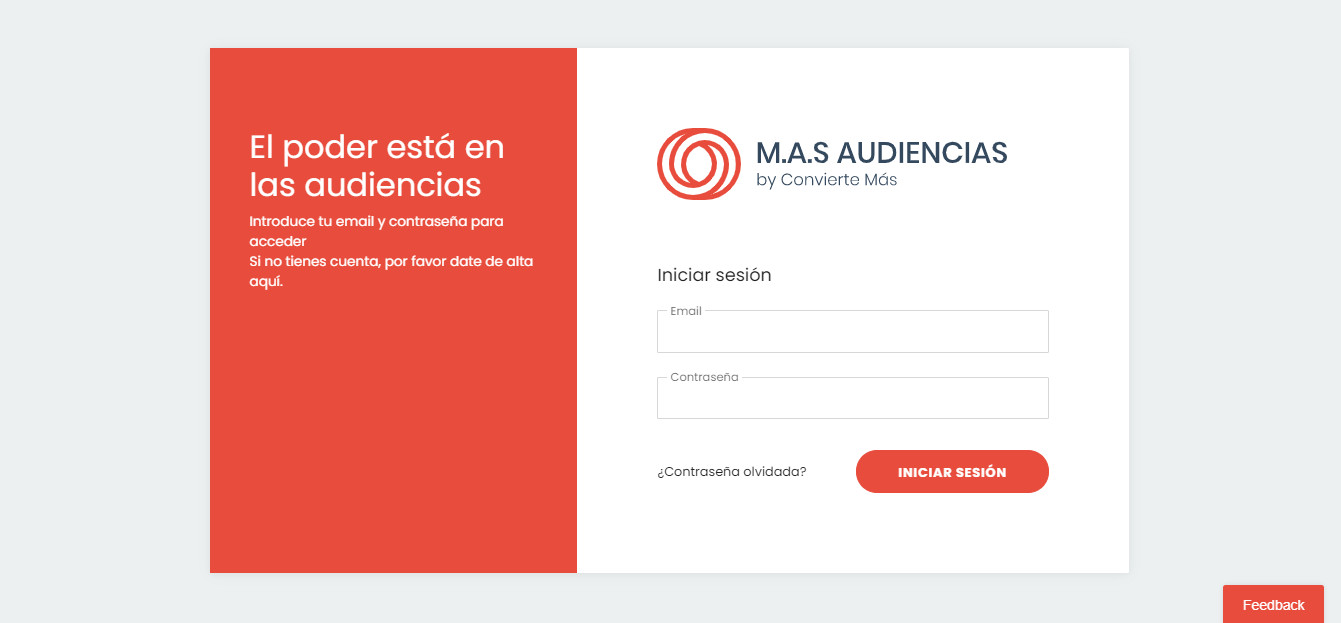 El poder está en
las audiencias
Introduce tu email y contraseña para
acceder
Si no tienes cuenta, por favor date de alta
aquí.
M.A.S AUDIENCIAS
by Convierte Más
Iniciar sesión
Email
Contraseña
¿Contraseña olvidada?
INICIAR SESIÓN
Feedback